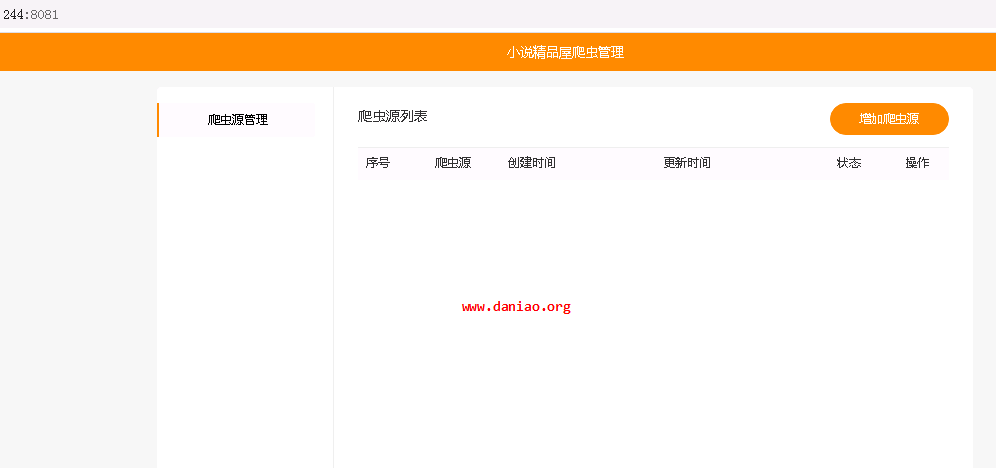 244:8081
小说精品屋爬虫管理
爬虫源管理
爬虫源列表
增加爬虫源
序号 爬虫源 创建时间 更新时间 状态 操作
www.daniao.org